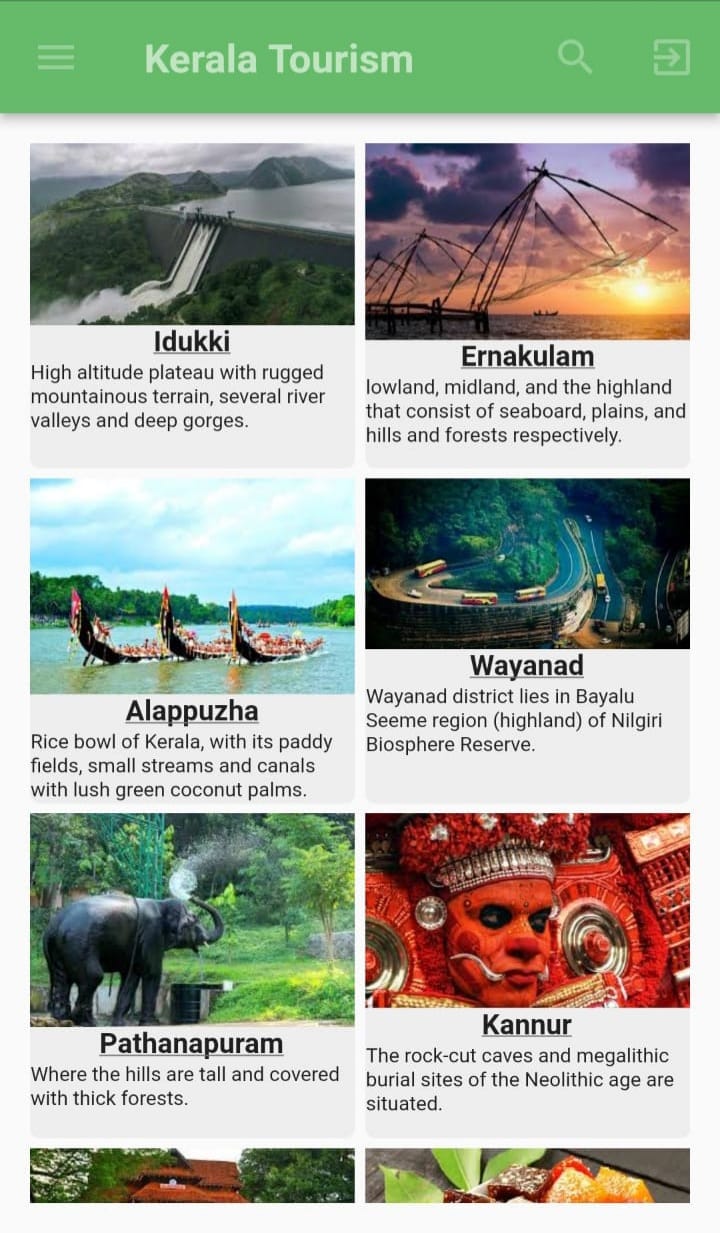 Kerala Tourism
Idukki
High altitude plateau with rugged
mountainous terrain, several river
valleys and deep gorges.
Ernakulam
lowland, midland, and the highland
that consist of seaboard, plains, and
hills and forests respectively.
Alappuzha
Rice bowl of Kerala, with its paddy
fields, small streams and canals
with lush green coconut palms.
Wayanad
Wayanad district lies in Bayalu
Seeme region (highland) of Nilgiri
Biosphere Reserve.
Pathanapuram
Where the hills are tall and covered
with thick forests.
Kannur
The rock-cut caves and megalithic
burial sites of the Neolithic age are
situated.